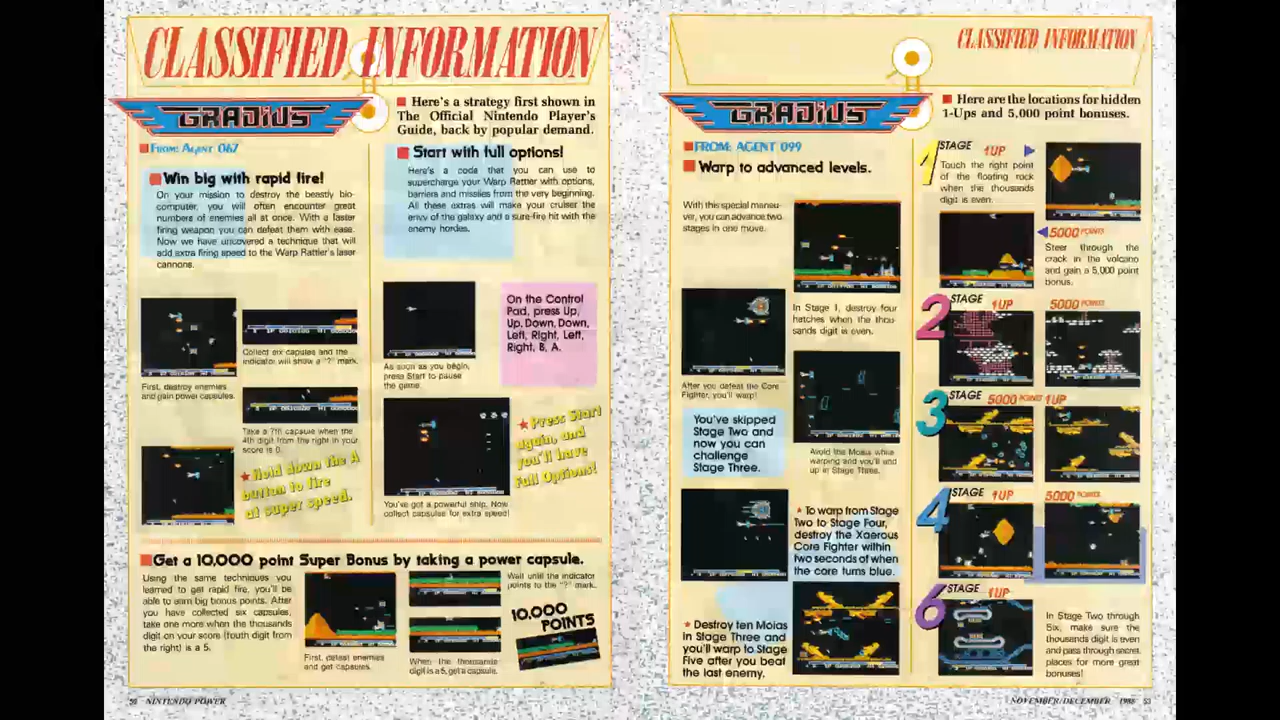 CLASSIFIED INFORMATION
GRADIUS
Here's a strategy first shown in
The Official Nintendo Player's
Guide, back by popular demand.
FROM: AGENT 067
Win big with rapid fire!
On your mission to destroy the beastly bio-
computer, you will often encounter great
numbers of enemies all at once. With a faster
firing weapon you can defeat them with ease.
Now we have uncovered a technique that will
add extra firing speed to the Warp Rattler's laser
cannons.
First, destroy enemies
and gain power capsules.
Collect six capsules and the
indicator will show a "?" mark.
Take a 7th capsule when the
4th digit from the right in your
score is 0.
Hold down the A
button to fire
at super speed.
Start with full options!
Here's a code that you can use to
supercharge your Warp Rattler with options,
barriers and missiles from the very beginning.
All these extras will make your cruiser the
envy of the galaxy and a sure-fire hit with the
enemy hordes.
As soon as you begin,
press Start to pause
the game.
On the Control
Pad, press Up,
Up, Down, Down,
Left, Right, Left,
Right, B, A.
Press Start
again, and
you'll have
Full Options!
You've got a powerful ship. Now
collect capsules for extra speed!
Get a 10,000 point Super Bonus by taking a power capsule.
Using the same techniques you
learned to get rapid fire, you'll be
able to earn big bonus points. After
you have collected six capsules,
take one more when the thousands
digit on your score (fouth digit from
the right) is a 5.
First, defeat enemies
and get capsules.
When the thousands
digit is a 5, get a capsule.
Wait until the indicator
points to the "?" mark.
10,000
POINTS
NINTENDO POWER
CLASSIFIED INFORMATION
GRADIUS
FROM: AGENT 099
Warp to advanced levels.
With this special maneu-
ver, you can advance two
stages in one move.
In Stage 1, destroy four
hatches when the thou-
sands digit is even.
After you defeat the Core
Fighter, you'll warp!
You've skipped
Stage Two and
now you can
challenge
Stage Three.
Avoid the Moias while
warping and you'll end
up in Stage Three.
To warp from Stage
Two to Stage Four,
destroy the Xaerous
Core Fighter within
two seconds of when
the core turns blue.
Destroy ten Moias
in Stage Three and
you'll warp to Stage
Five after you beat
the last enemy.
Here are the locations for hidden
1-Ups and 5,000 point bonuses.
1 STAGE 1UP
Touch the right point
of the floating rock
when the thousands
digit is even.
5000 POINTS
Steer through the
crack in the volcano
and gain a 5,000 point
bonus.
2 STAGE 1UP 5000 POINTS
3 STAGE 5000 POINTS 1UP
4 STAGE 1UP 5000 POINTS
6 STAGE 1UP
In Stage Two through
Six, make sure the
thousands digit is even
and pass through secret
places for more great
bonuses!
NOVEMBER/DECEMBER 1988 53